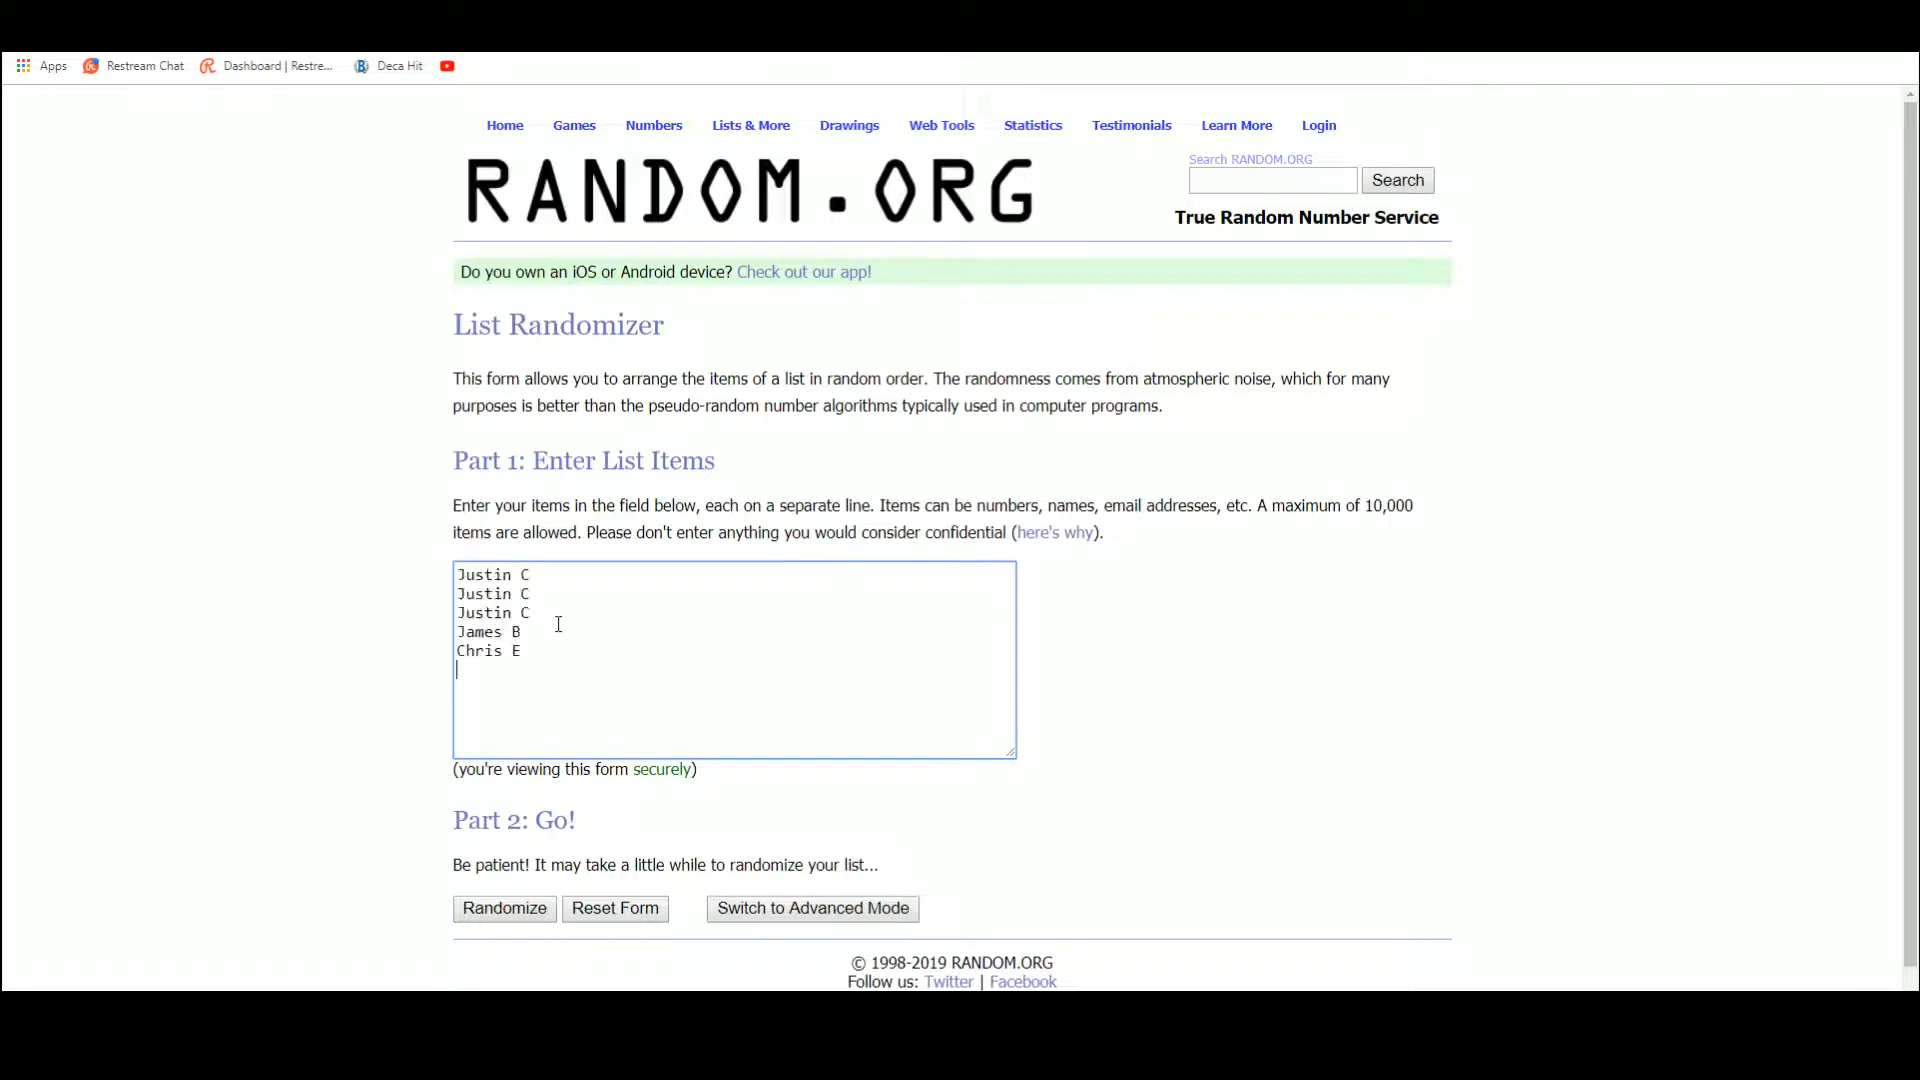 Apps Restream Chat Dashboard | Restre... Deca Hit
Home Games Numbers Lists & More Drawings Web Tools Statistics Testimonials Learn More Login
RANDOM.ORG
Search RANDOM.ORG
Search
True Random Number Service
Do you own an iOS or Android device? Check out our app!
List Randomizer
This form allows you to arrange the items of a list in random order. The randomness comes from atmospheric noise, which for many
purposes is better than the pseudo-random number algorithms typically used in computer programs.
Part 1: Enter List Items
Enter your items in the field below, each on a separate line. Items can be numbers, names, email addresses, etc. A maximum of 10,000
items are allowed. Please don't enter anything you would consider confidential (here's why).
Justin C
Justin C
Justin C
James B
Chris E
(you're viewing this form securely)
Part 2: Go!
Be patient! It may take a little while to randomize your list...
Randomize Reset Form Switch to Advanced Mode
© 1998-2019 RANDOM.ORG
Follow us: Twitter | Facebook